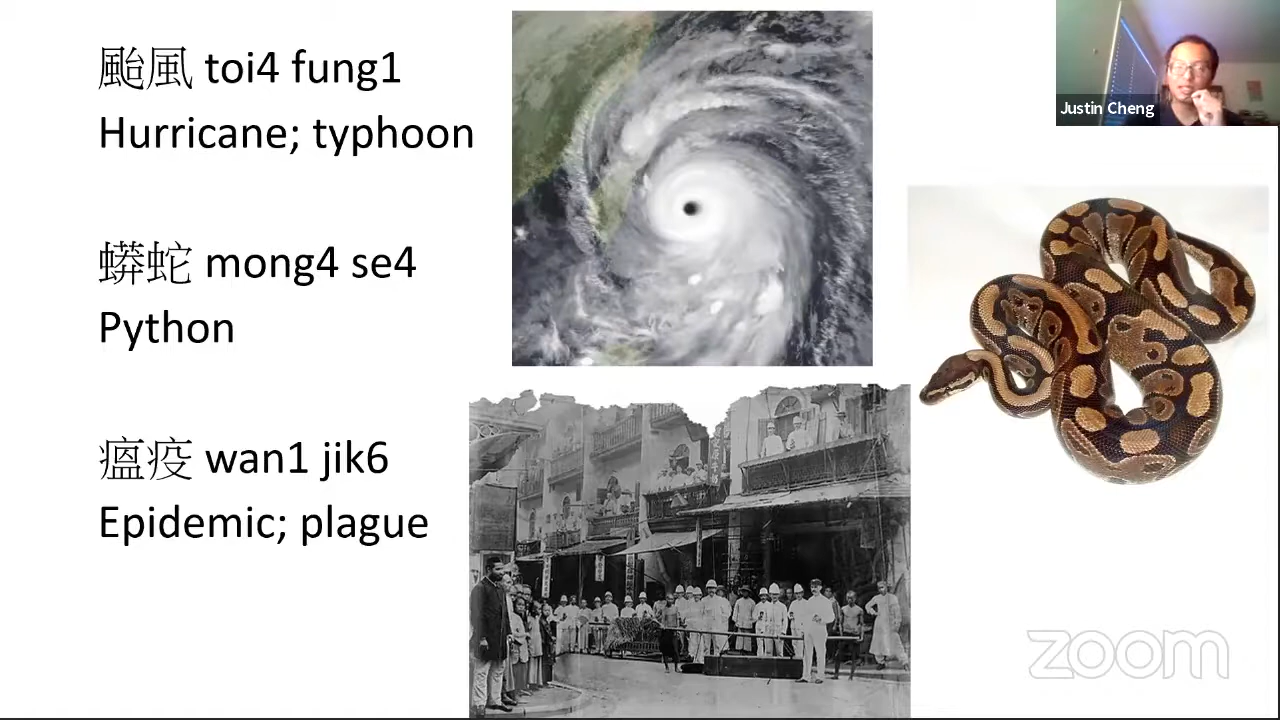 颱風 toi4 fung1
Hurricane; typhoon
蟒蛇 mong4 se4
Python
瘟疫 wan1 jik6
Epidemic; plague
Justin Cheng
zoom